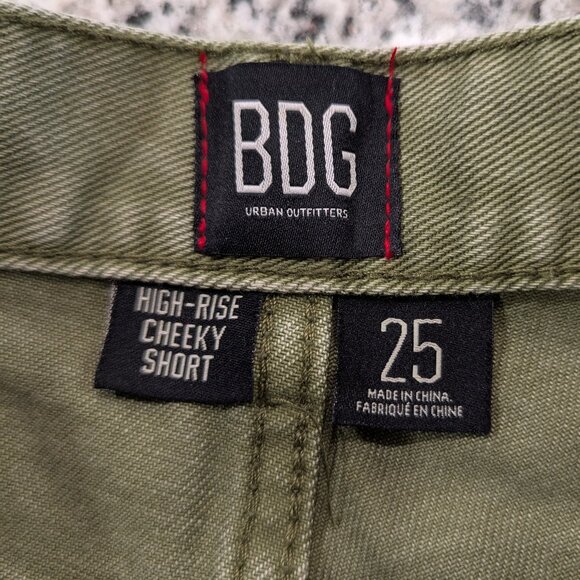 BDG
URBAN OUTFITTERS
HIGH-RISE
CHEEKY
SHORT
25
MADE IN CHINA.
FABRIQUÉ EN CHINE